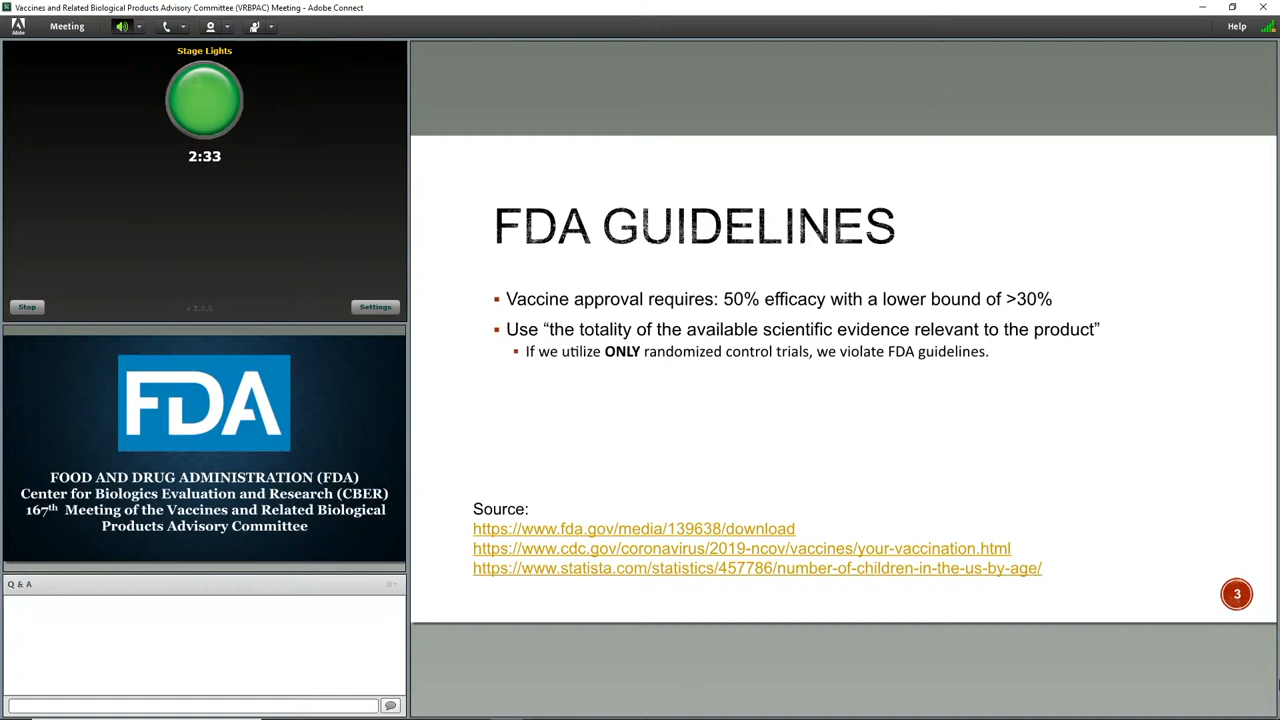 Vaccines and Related Biological Products Advisory Committee (VRBPAC) Meeting - Adobe Connect
Adobe
Meeting
Help
Stage Lights
2:33
Stop
v 3.0.0
Settings
FDA
FOOD AND DRUG ADMINISTRATION (FDA)
Center for Biologics Evaluation and Research (CBER)
167th Meeting of the Vaccines and Related Biological
Products Advisory Committee
Q & A
FDA GUIDELINES
▪ Vaccine approval requires: 50% efficacy with a lower bound of >30%
▪ Use “the totality of the available scientific evidence relevant to the product”
▪ If we utilize ONLY randomized control trials, we violate FDA guidelines.
Source:
https://www.fda.gov/media/139638/download
https://www.cdc.gov/coronavirus/2019-ncov/vaccines/your-vaccination.html
https://www.statista.com/statistics/457786/number-of-children-in-the-us-by-age/
3